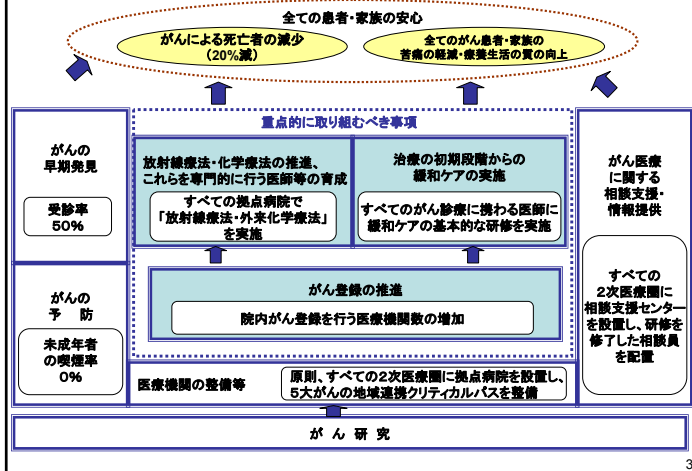 全ての患者・家族の安心
がんによる死亡者の減少
（20％減）
全てのがん患者・家族の
苦痛の軽減・療養生活の質の向上
重点的に取り組むべき事項
がんの
早期発見
受診率
50％
放射線療法・化学療法の推進、
これらを専門的に行う医師等の育成
すべての拠点病院で
「放射線療法・外来化学療法」
を実施
治療の初期段階からの
緩和ケアの実施
すべてのがん診療に携わる医師に
緩和ケアの基本的な研修を実施
がん医療
に関する
相談支援・
情報提供
すべての
２次医療圏に
相談支援センター
を設置し、研修を
修了した相談員
を配置
がんの
予　防
未成年者
の喫煙率
0％
がん登録の推進
院内がん登録を行う医療機関数の増加
医療機関の整備等
原則、すべての２次医療圏に拠点病院を設置し、
５大がんの地域連携クリティカルパスを整備
が ん 研 究
3